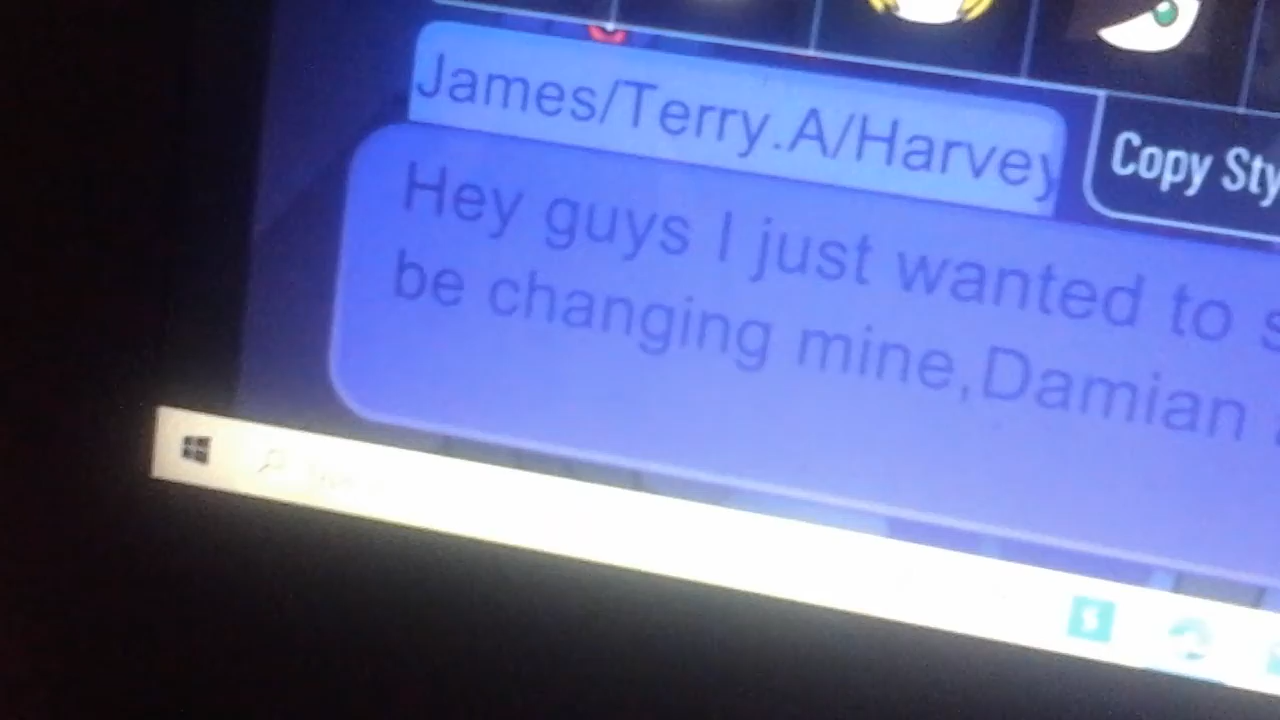 James/Terry.A/Harvey
Copy Sty
Hey guys I just wanted to s
be changing mine,Damian